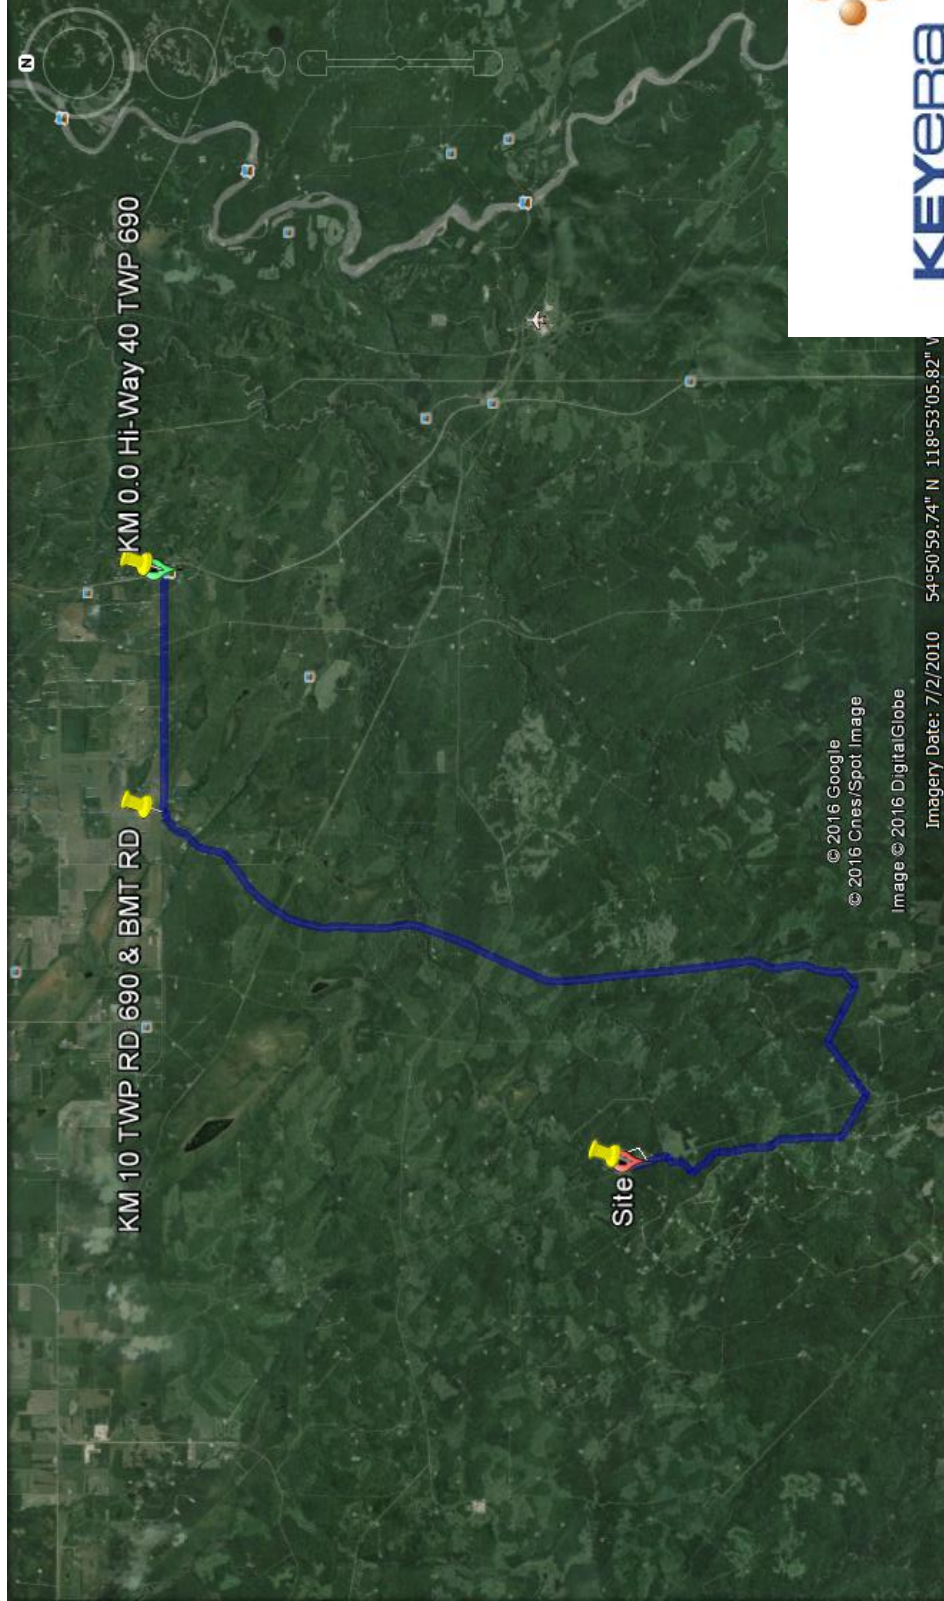 N
KM 0.0 Hi-Way 40 TWP 690
KM 10 TWP RD 690 & BMT RD
Site
© 2016 Google
© 2016 Cnes/Spot Image
Image © 2016 DigitalGlobe
Imagery Date: 7/2/2010 54°50'59.74" N 118°53'05.82"
KEYERA